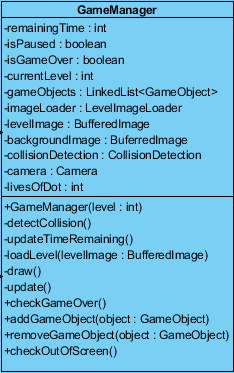 GameManager
-remainingTime : int
-isPaused : boolean
-isGameOver : boolean
-currentLevel : int
-gameObjects : LinkedList<GameObject>
-imageLoader : LevelImageLoader
-levelImage : BufferedImage
-backgroundImage : BuferredImage
-collisionDetection : CollisionDetection
-camera : Camera
-livesOfDot : int
+GameManager(level : int)
-detectCollision()
-updateTimeRemaining()
-loadLevel(levelImage : BufferedImage)
-draw()
-update()
+checkGameOver()
+addGameObject(object : GameObject)
+removeGameObject(object : GameObject)
+checkOutOfScreen()